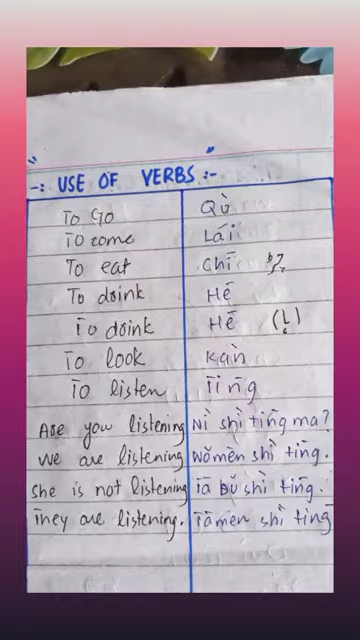 -: USE OF VERBS :-
To Go Qù
To come Lái
To eat Chī
To drink Hé
To drink Hē (!)
To look Kàn
To listen Tīng
Are you listening Nǐ shì tīng ma?
We are listening Wǒmen shì tīng.
She is not listening Tā bŭ shì tīng.
They are listening. Tāmen shì tīng